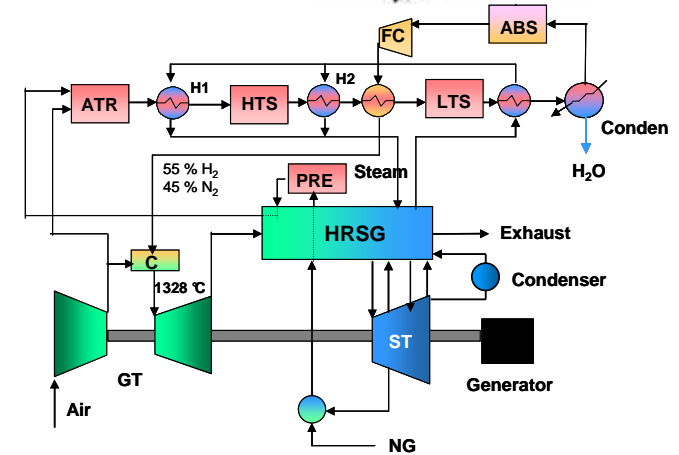 FC
ABS
H1
H2
ATR
HTS
LTS
Conden
H₂O
55 % H₂
45 % N₂
Steam
PRE
HRSG
Exhaust
C
1328 °C
Condenser
ST
GT
Generator
Air
NG